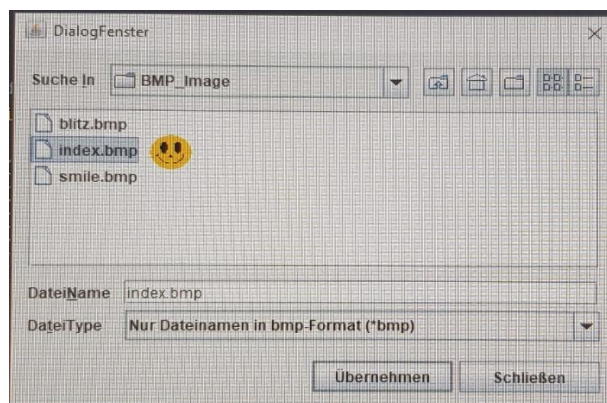 DialogFenster
Suche In BMP_Image
blitz.bmp
index.bmp
smile.bmp
DateiName index.bmp
DateiType Nur Dateinamen in bmp-Format (*bmp)
Übernehmen Schließen